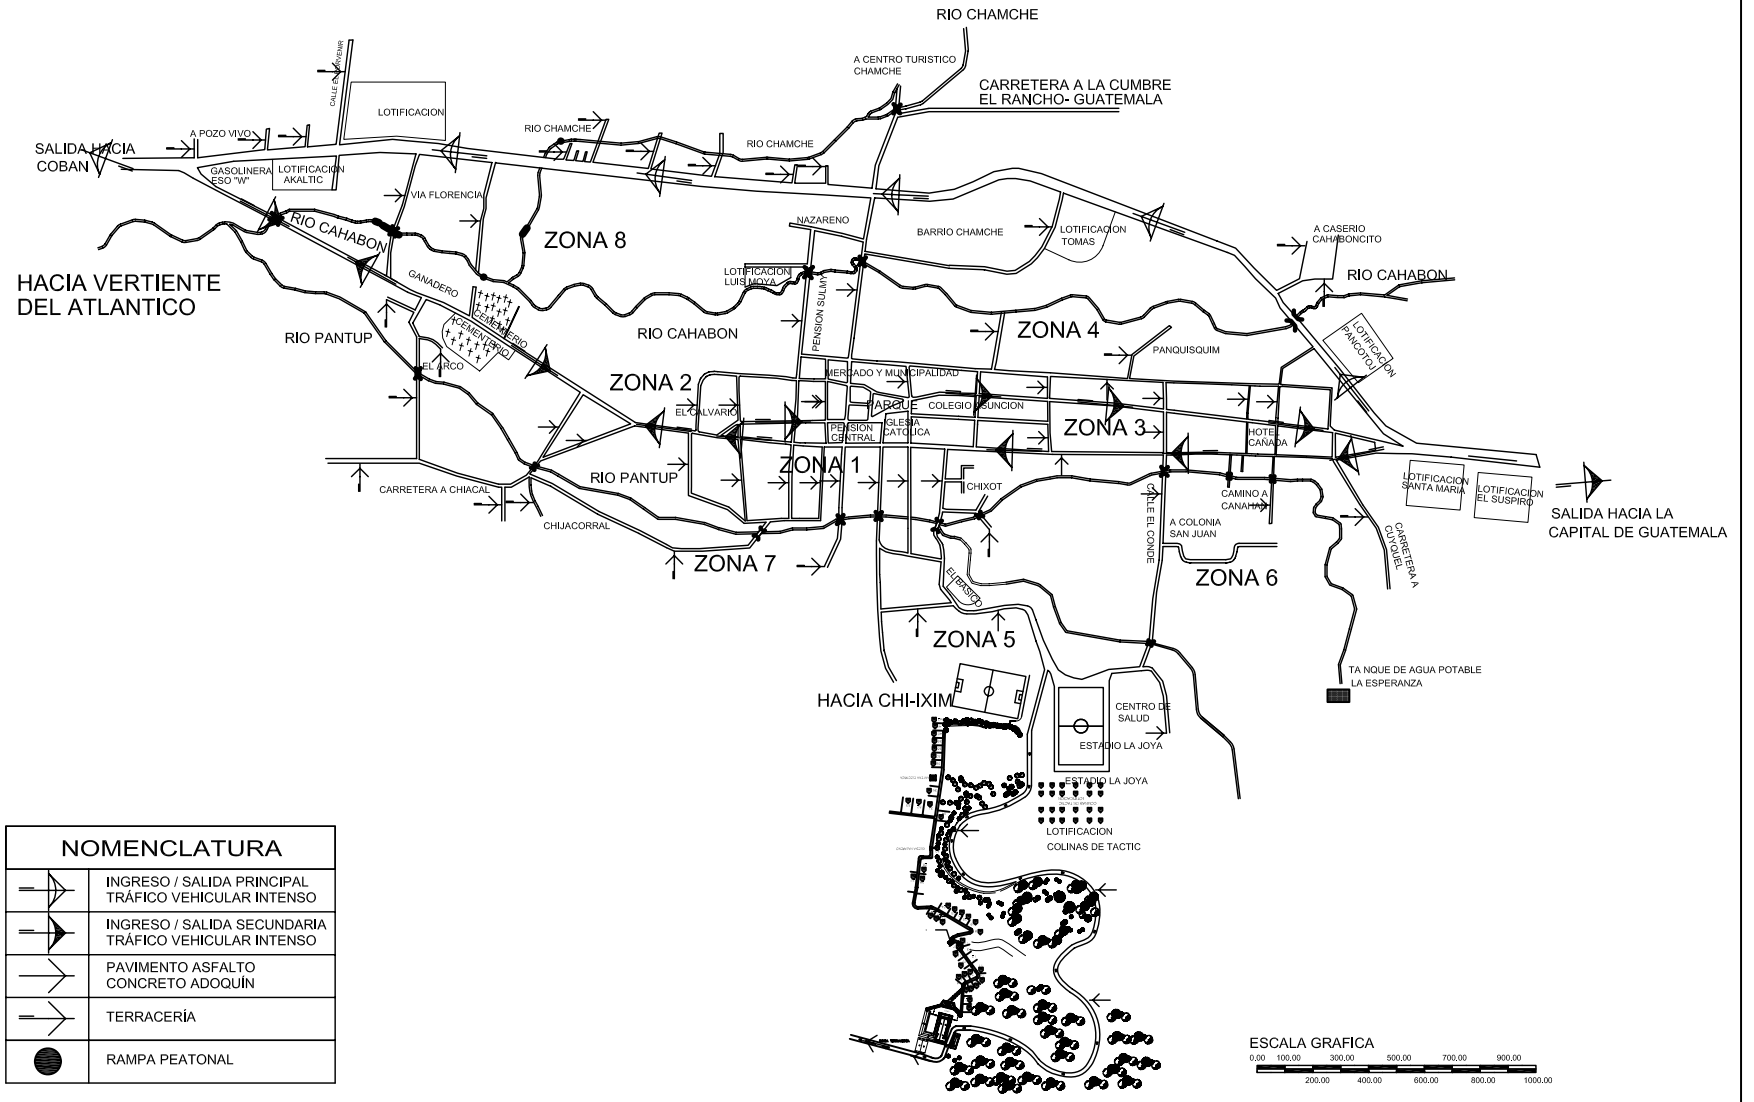 RIO CHAMCHE
A CENTRO TURISTICO
CHAMCHE
CARRETERA A LA CUMBRE
EL RANCHO- GUATEMALA
CALLE EL PORVENIR
LOTIFICACION
A POZO VIVO
RIO CHAMCHE
RIO CHAMCHE
SALIDA HACIA
COBAN
GASOLINERA
ESO "W"
LOTIFICACION
AKALTIC
VIA FLORENCIA
RIO CAHABON
ZONA 8
NAZARENO
BARRIO CHAMCHE
LOTIFICACION
TOMAS
A CASERIO
CAHABONCITO
RIO CAHABON
HACIA VERTIENTE
DEL ATLANTICO
GANADERO
LOTIFICACION
LUIS MOYA
PENSION SULMY
CEMENTERIO
CEMENTERIO
RIO PANTUP
RIO CAHABON
ZONA 4
PANQUISQUIM
LOTIFICACION
PANCOTOJ
EL ARCO
ZONA 2
MERCADO Y MUNICIPALIDAD
EL CALVARIO
PARQUE
COLEGIO ASUNCION
PENSION
CENTRAL
IGLESIA
CATOLICA
ZONA 3
HOTEL
CAÑADA
ZONA 1
RIO PANTUP
CARRETERA A CHIACAL
CHIXOT
CALLE EL CONDE
CAMINO A
CANAHAN
LOTIFICACION
SANTA MARIA
LOTIFICACION
EL SUSPIRO
CHIJACORRAL
A COLONIA
SAN JUAN
CARRETERA A
CUYQUEL
SALIDA HACIA LA
CAPITAL DE GUATEMALA
ZONA 7
EL BASICO
ZONA 6
ZONA 5
TA NQUE DE AGUA POTABLE
LA ESPERANZA
HACIA CHI-IXIM
CENTRO DE
SALUD
ESTADIO LA JOYA
ESTADIO LA JOYA
LOTIFICACION
COLINAS DE TACTIC
NOMENCLATURA
INGRESO / SALIDA PRINCIPAL
TRÁFICO VEHICULAR INTENSO
INGRESO / SALIDA SECUNDARIA
TRÁFICO VEHICULAR INTENSO
PAVIMENTO ASFALTO
CONCRETO ADOQUÍN
TERRACERÍA
RAMPA PEATONAL
ESCALA GRAFICA
0.00 100.00 300.00 500.00 700.00 900.00
200.00 400.00 600.00 800.00 1000.00